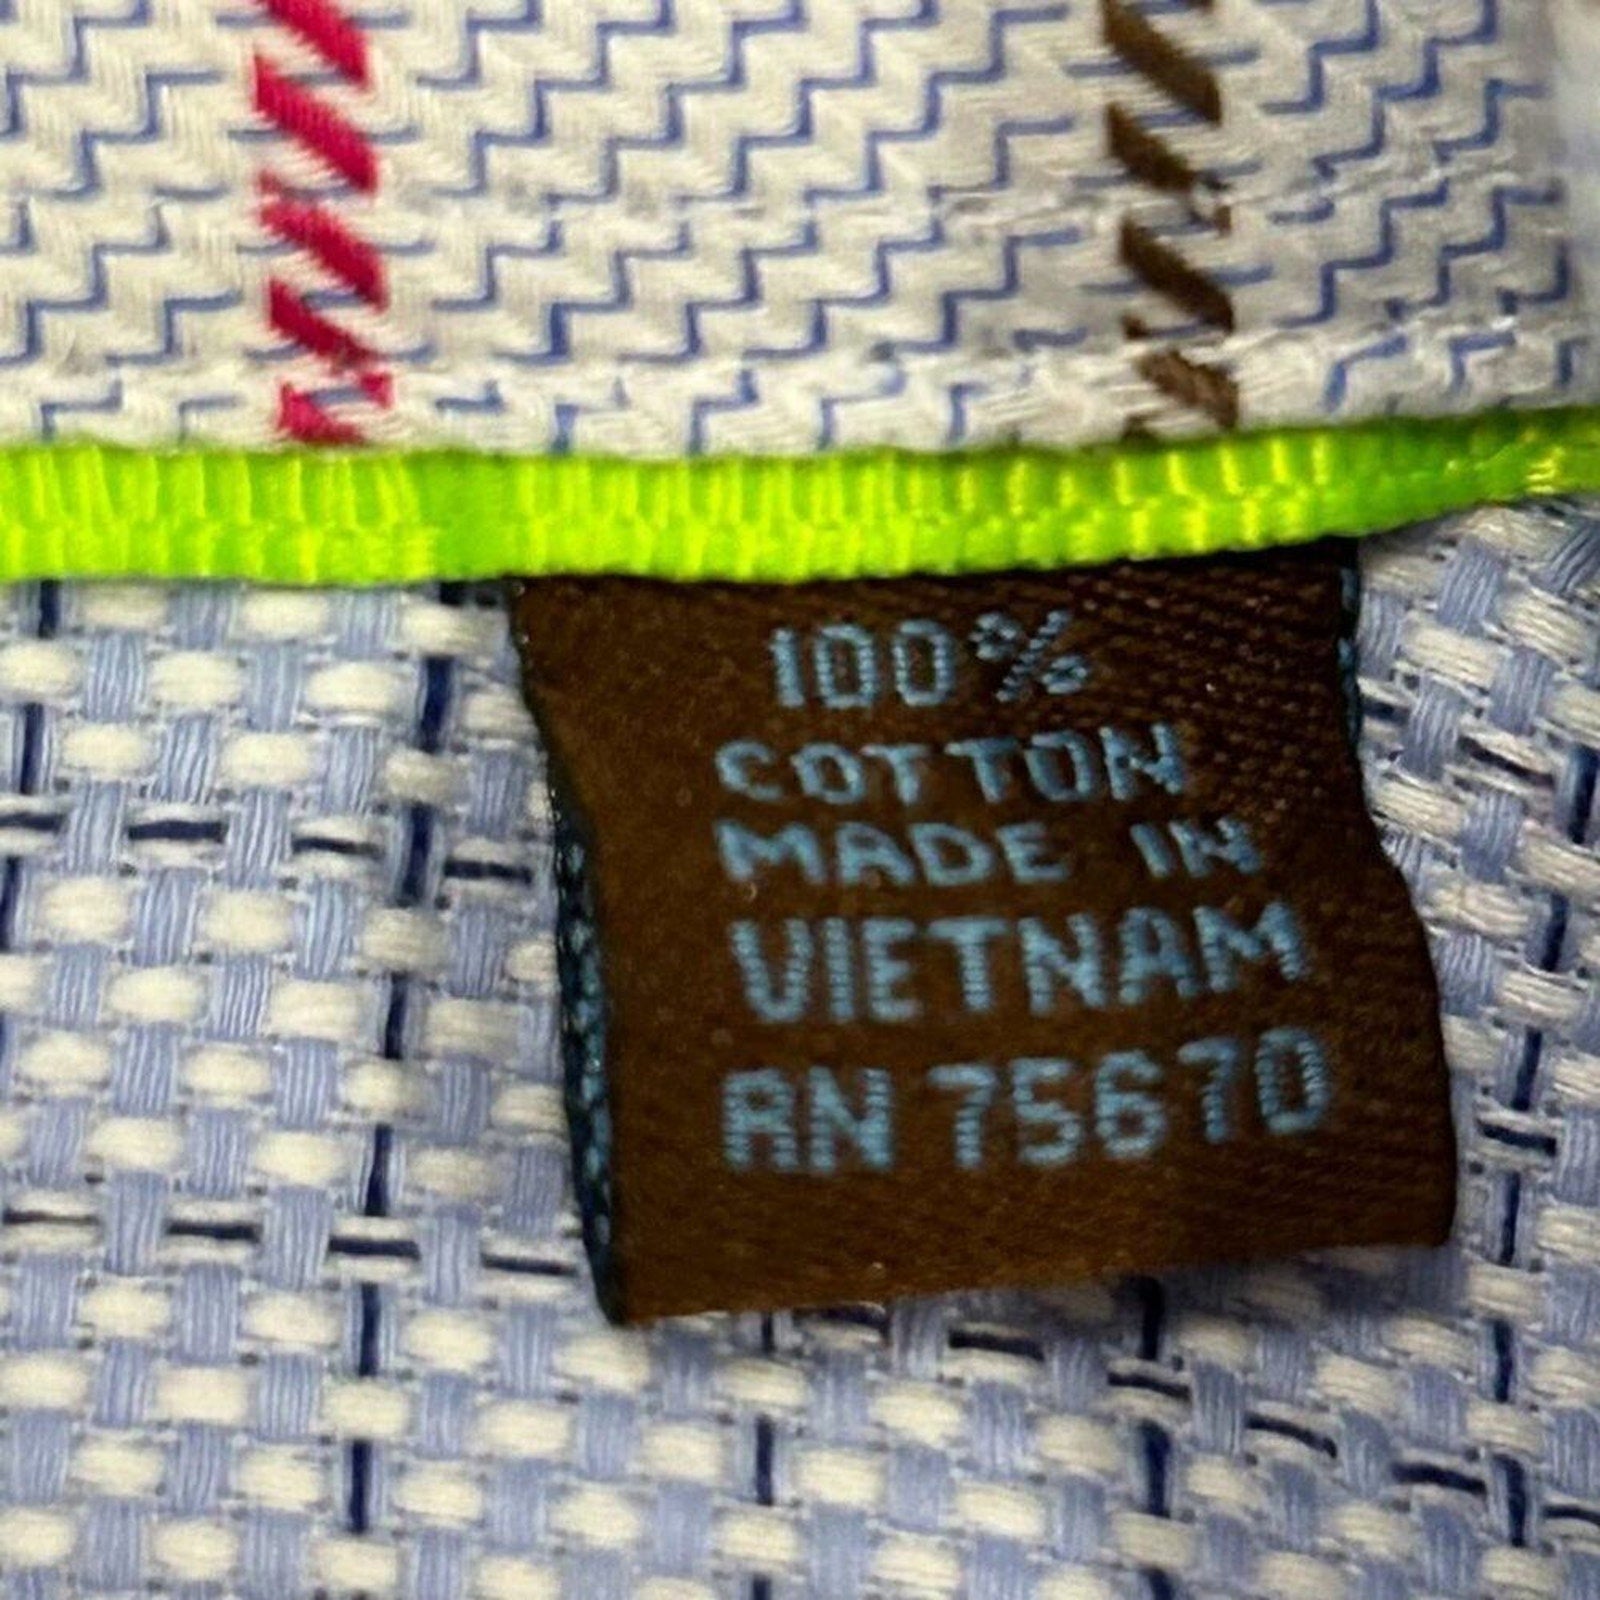 100%
COTTON
MADE IN
VIETNAM
RN 75670